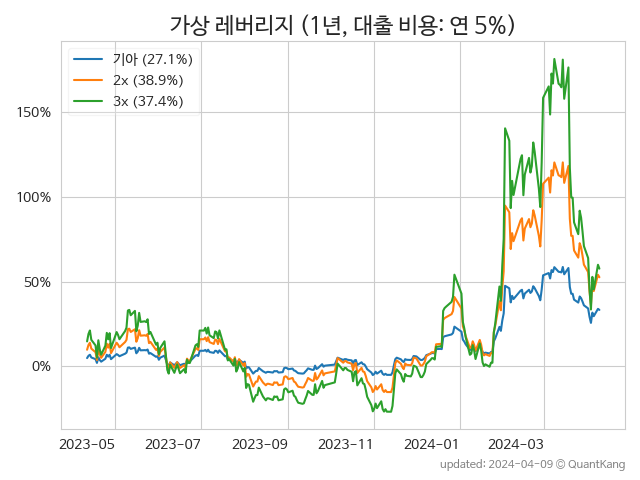 가상 레버리지 (1년, 대출 비용: 연 5%)
기아 (27.1%)
2x (38.9%)
3x (37.4%)
150%
100%
50%
0%
2023-05 2023-07 2023-09 2023-11 2024-01 2024-03
updated: 2024-04-09 © QuantKang